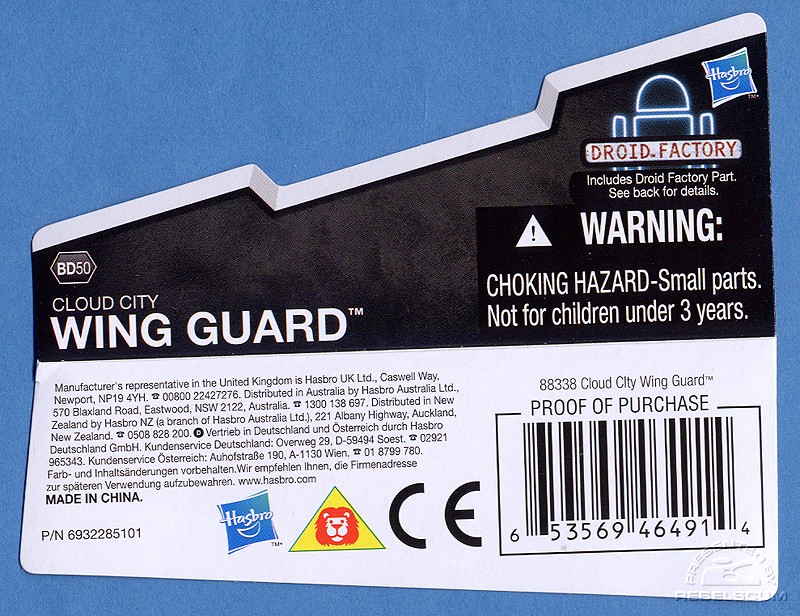 Hasbro
™*
DROID FACTORY
Includes Droid Factory Part.
See back for details.
WARNING:
CHOKING HAZARD-Small parts.
Not for children under 3 years.
BD50
CLOUD CITY
WING GUARD™
Manufacturer's representative in the United Kingdom is Hasbro UK Ltd., Caswell Way,
Newport, NP19 4YH. ☎ 00800 22427276. Distributed in Australia by Hasbro Australia Ltd.,
570 Blaxland Road, Eastwood, NSW 2122, Australia. ☎ 1300 138 697. Distributed in New
Zealand by Hasbro NZ (a branch of Hasbro Australia Ltd.), 221 Albany Highway, Auckland,
New Zealand. ☎ 0508 828 200. D Vertrieb in Deutschland und Österreich durch Hasbro
Deutschland GmbH. Kundenservice Deutschland: Overweg 29, D-59494 Soest. ☎ 02921
965343. Kundenservice Österreich: Auhofstraße 190, A-1130 Wien. ☎ 01 8799 780.
Farb- und Inhaltsänderungen vorbehalten.Wir empfehlen Ihnen, die Firmenadresse
zur späteren Verwendung aufzubewahren. www.hasbro.com
MADE IN CHINA.
P/N 6932285101
Hasbro
™*
CE
88338 Cloud CIty Wing Guard™
PROOF OF PURCHASE
6 53569 46491 4
PRESENTED BY
REBELSCUM